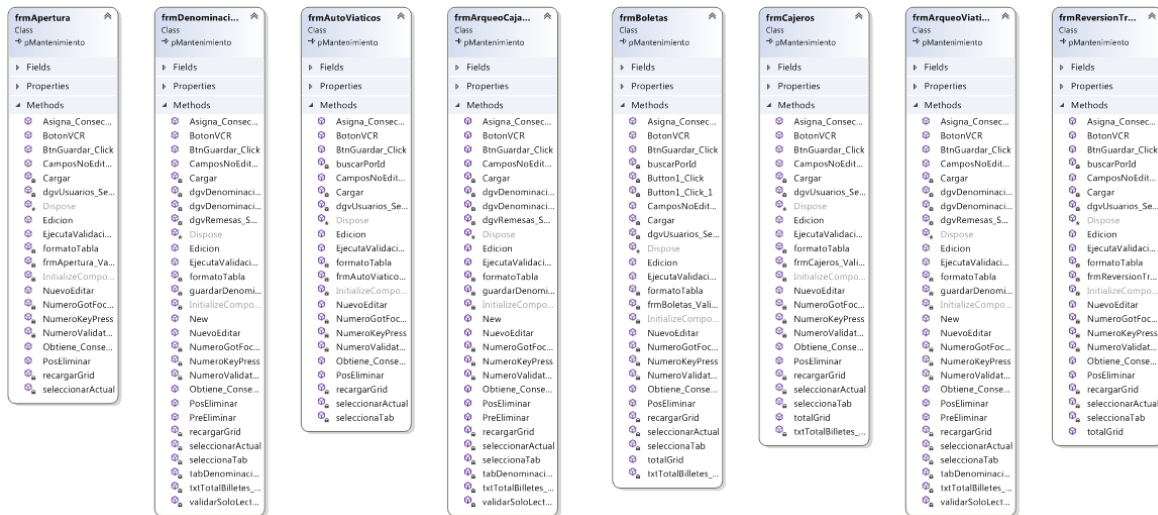 frmApertura
Class
pMantenimiento
Fields
Properties
Methods
Asigna_Consec...
BotonVCR
BtnGuardar_Click
CamposNoEdit...
Cargar
dgvUsuarios_Se...
Dispose
Edicion
EjecutaValidaci...
formatoTabla
frmApertura_Va...
InitializeCompo...
NuevoEditar
NumeroGotFoc...
NumeroKeyPress
NumeroValidat...
Obtiene_Conse...
PosEliminar
recargarGrid
seleccionarActual
frmDenominaci...
Class
pMantenimiento
Fields
Properties
Methods
Asigna_Consec...
BotonVCR
BtnGuardar_Click
CamposNoEdit...
Cargar
dgvDenominaci...
dgvDenominaci...
dgvRemesas_S...
Dispose
Edicion
EjecutaValidaci...
formatoTabla
guardarDenomi...
InitializeCompo...
New
NuevoEditar
NumeroGotFoc...
NumeroKeyPress
NumeroValidat...
Obtiene_Conse...
PosEliminar
PreEliminar
recargarGrid
seleccionarActual
seleccionaTab
tabDenominaci...
txtTotalBilletes_...
validarSoloLect...
frmAutoViaticos
Class
pMantenimiento
Fields
Properties
Methods
Asigna_Consec...
BotonVCR
BtnGuardar_Click
buscarPorId
CamposNoEdit...
Cargar
dgvUsuarios_Se...
Dispose
Edicion
EjecutaValidaci...
formatoTabla
frmAutoViatico...
InitializeCompo...
NuevoEditar
NumeroGotFoc...
NumeroKeyPress
NumeroValidat...
Obtiene_Conse...
PosEliminar
recargarGrid
seleccionarActual
seleccionaTab
frmArqueoCaja...
Class
pMantenimiento
Fields
Properties
Methods
Asigna_Consec...
BotonVCR
BtnGuardar_Click
CamposNoEdit...
Cargar
dgvDenominaci...
dgvDenominaci...
dgvRemesas_S...
Dispose
Edicion
EjecutaValidaci...
formatoTabla
guardarDenomi...
InitializeCompo...
New
NuevoEditar
NumeroGotFoc...
NumeroKeyPress
NumeroValidat...
Obtiene_Conse...
PosEliminar
PreEliminar
recargarGrid
seleccionarActual
seleccionaTab
tabDenominaci...
txtTotalBilletes_...
validarSoloLect...
frmBoletas
Class
pMantenimiento
Fields
Properties
Methods
Asigna_Consec...
BotonVCR
BtnGuardar_Click
buscarPorId
Button1_Click
Button1_Click_1
CamposNoEdit...
Cargar
dgvUsuarios_Se...
Dispose
Edicion
EjecutaValidaci...
formatoTabla
frmBoletas_Vali...
InitializeCompo...
NuevoEditar
NumeroGotFoc...
NumeroKeyPress
NumeroValidat...
Obtiene_Conse...
PosEliminar
recargarGrid
seleccionarActual
seleccionaTab
totalGrid
txtTotalBilletes_...
frmCajeros
Class
pMantenimiento
Fields
Properties
Methods
Asigna_Consec...
BotonVCR
BtnGuardar_Click
CamposNoEdit...
Cargar
dgvUsuarios_Se...
Dispose
Edicion
EjecutaValidaci...
formatoTabla
frmCajeros_Vali...
InitializeCompo...
NuevoEditar
NumeroGotFoc...
NumeroKeyPress
NumeroValidat...
Obtiene_Conse...
PosEliminar
recargarGrid
seleccionarActual
seleccionaTab
totalGrid
txtTotalBilletes_...
frmArqueoViati...
Class
pMantenimiento
Fields
Properties
Methods
Asigna_Consec...
BotonVCR
BtnGuardar_Click
CamposNoEdit...
Cargar
dgvDenominaci...
dgvDenominaci...
dgvRemesas_S...
Dispose
Edicion
EjecutaValidaci...
formatoTabla
guardarDenomi...
InitializeCompo...
New
NuevoEditar
NumeroGotFoc...
NumeroKeyPress
NumeroValidat...
Obtiene_Conse...
PosEliminar
PreEliminar
recargarGrid
seleccionarActual
seleccionaTab
tabDenominaci...
txtTotalBilletes_...
validarSoloLect...
frmReversionTr...
Class
pMantenimiento
Fields
Properties
Methods
Asigna_Consec...
BotonVCR
BtnGuardar_Click
buscarPorId
CamposNoEdit...
Cargar
dgvUsuarios_Se...
Dispose
Edicion
EjecutaValidaci...
formatoTabla
frmReversionTr...
InitializeCompo...
NuevoEditar
NumeroGotFoc...
NumeroKeyPress
NumeroValidat...
Obtiene_Conse...
PosEliminar
recargarGrid
seleccionarActual
seleccionaTab
totalGrid